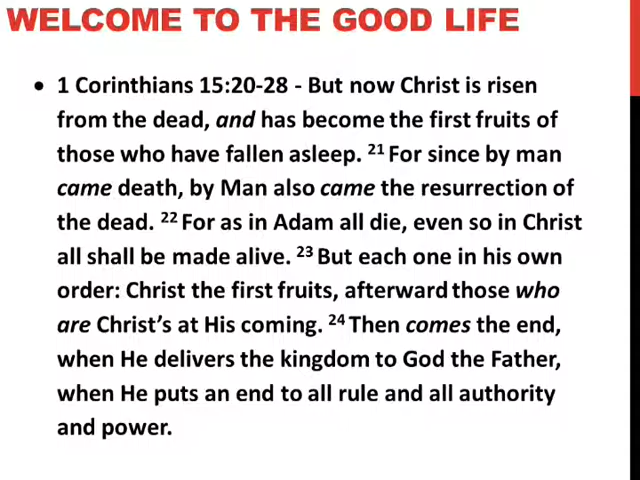 WELCOME TO THE GOOD LIFE
• 1 Corinthians 15:20-28 - But now Christ is risen
from the dead, and has become the first fruits of
those who have fallen asleep. 21 For since by man
came death, by Man also came the resurrection of
the dead. 22 For as in Adam all die, even so in Christ
all shall be made alive. 23 But each one in his own
order: Christ the first fruits, afterward those who
are Christ's at His coming. 24 Then comes the end,
when He delivers the kingdom to God the Father,
when He puts an end to all rule and all authority
and power.